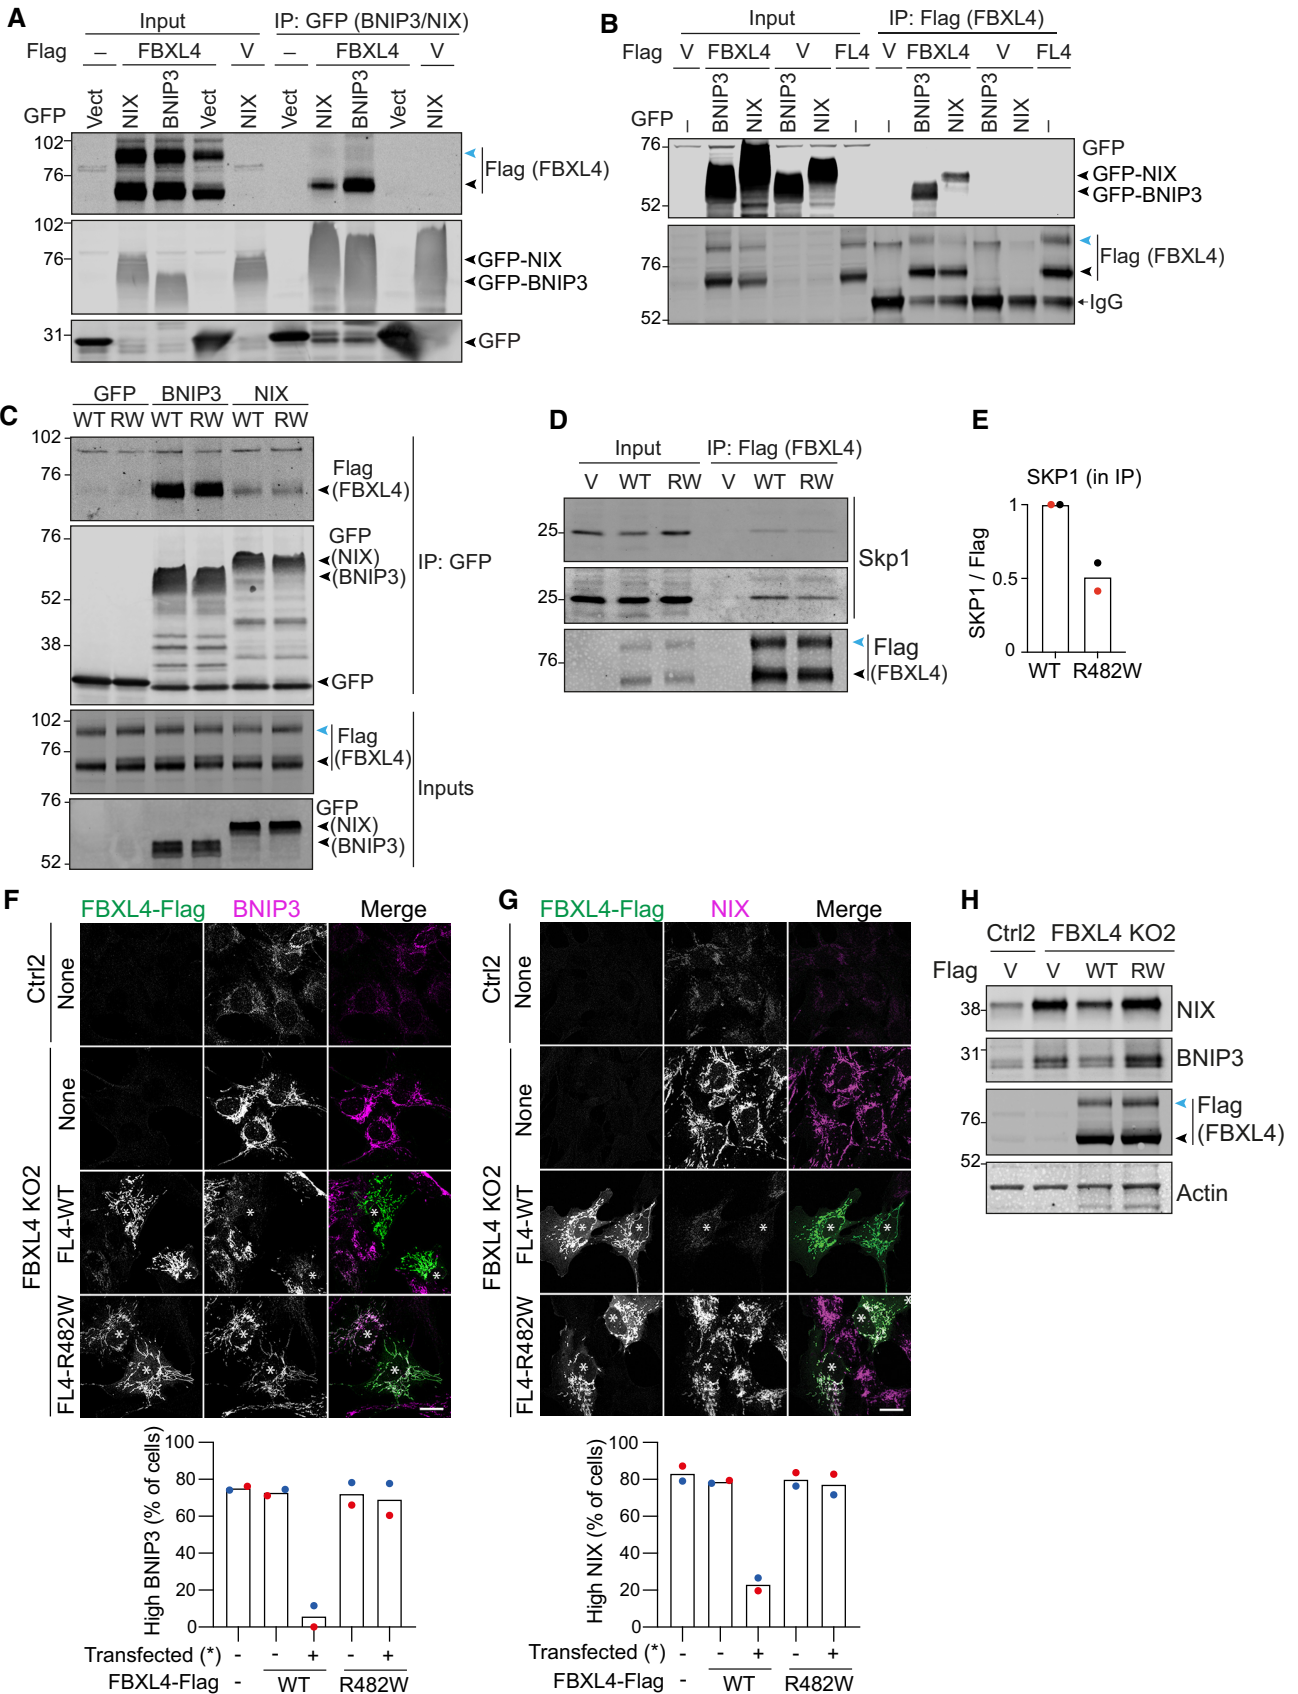 A
Input
IP: GFP (BNIP3/NIX)
Flag
–
FBXL4
V
–
FBXL4
V
GFP
Vect
NIX
BNIP3
Vect
NIX
Vect
NIX
BNIP3
Vect
NIX
102
76
Flag (FBXL4)
102
76
GFP-NIX
GFP-BNIP3
31
GFP
B
Input
IP: Flag (FBXL4)
Flag
V
FBXL4
V
FL4
V
FBXL4
V
FL4
GFP
–
BNIP3
NIX
BNIP3
NIX
–
–
BNIP3
NIX
BNIP3
NIX
–
76
52
GFP
GFP-NIX
GFP-BNIP3
76
52
Flag (FBXL4)
IgG
C
GFP
BNIP3
NIX
WT RW WT RW WT RW
102
76
Flag
(FBXL4)
76
52
38
GFP
(NIX)
(BNIP3)
GFP
IP: GFP
102
76
Flag
(FBXL4)
76
52
GFP
(NIX)
(BNIP3)
Inputs
D
Input
IP: Flag (FBXL4)
V WT RW V WT RW
25
25
Skp1
76
Flag
(FBXL4)
E
SKP1 (in IP)
SKP1 / Flag
1
0.5
0
WT R482W
F
FBXL4-Flag BNIP3 Merge
Ctrl2
None
FBXL4 KO2
None
FL4-WT
* * * *
FL4-R482W
* * * * * *
High BNIP3 (% of cells)
100
80
60
40
20
0
Transfected (*) - - + - +
FBXL4-Flag - WT R482W
G
FBXL4-Flag NIX Merge
Ctrl2
None
FBXL4 KO2
None
FL4-WT
* * * * * *
FL4-R482W
* * * * * * *
High NIX (% of cells)
100
80
60
40
20
0
Transfected (*) - - + - +
FBXL4-Flag - WT R482W
H
Ctrl2 FBXL4 KO2
Flag V V WT RW
38
NIX
31
BNIP3
76
52
Flag
(FBXL4)
Actin